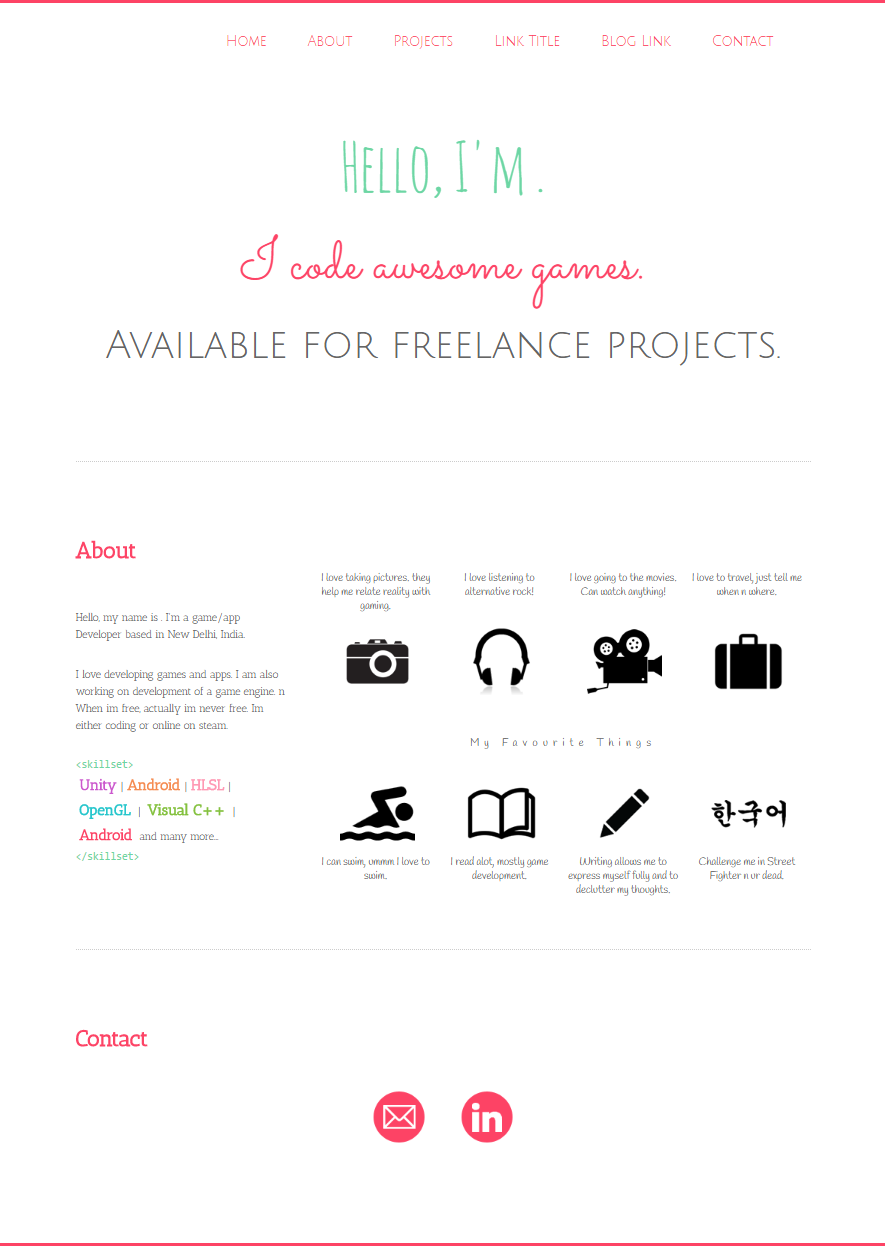 Home About Projects Link Title Blog Link Contact
Hello, I'm .
I code awesome games.
Available for freelance projects.
About
Hello, my name is . I'm a game/app
Developer based in New Delhi, India.
I love developing games and apps. I am also
working on development of a game engine. n
When im free, actually im never free. Im
either coding or online on steam.
<skillset>
Unity | Android | HLSL |
OpenGL | Visual C++ |
Android and many more...
</skillset>
I love taking pictures. they
help me relate reality with
gaming.
I love listening to
alternative rock!
I love going to the movies.
Can watch anything!
I love to travel, just tell me
when n where.
My Favourite Things
한국어
I can swim, ummm I love to
swim..
I read alot, mostly game
development.
Writing allows me to
express myself fully and to
declutter my thoughts.
Challenge me in Street
Fighter n ur dead.
Contact
in